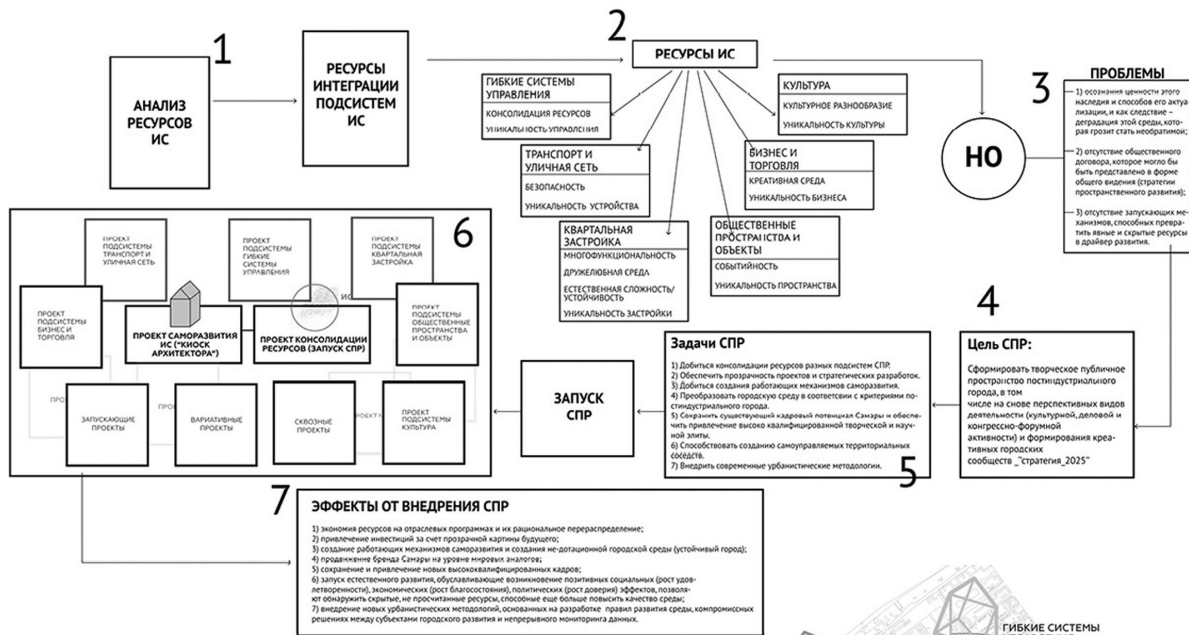 1
АНАЛИЗ
РЕСУРСОВ
ИС
РЕСУРСЫ
ИНТЕГРАЦИИ
ПОДСИСТЕМ
ИС
2
РЕСУРСЫ ИС
ГИБКИЕ СИСТЕМЫ
УПРАВЛЕНИЯ
КОНСОЛИДАЦИЯ РЕСУРСОВ
УНИКАЛЬНОСТЬ УПРАВЛЕНИЯ
ТРАНСПОРТ И
УЛИЧНАЯ СЕТЬ
БЕЗОПАСНОСТЬ
УНИКАЛЬНОСТЬ УСТРОЙСТВА
КВАРТАЛЬНАЯ
ЗАСТРОЙКА
МНОГОФУНКЦИОНАЛЬНОСТЬ
ДРУЖЕЛЮБНАЯ СРЕДА
ЕСТЕСТВЕННАЯ СЛОЖНОСТЬ/
УСТОЙЧИВОСТЬ
УНИКАЛЬНОСТЬ ЗАСТРОЙКИ
КУЛЬТУРА
КУЛЬТУРНОЕ РАЗНООБРАЗИЕ
УНИКАЛЬНОСТЬ КУЛЬТУРЫ
БИЗНЕС И
ТОРГОВЛЯ
КРЕАТИВНАЯ СРЕДА
УНИКАЛЬНОСТЬ БИЗНЕСА
ОБЩЕСТВЕННЫЕ
ПРОСТРАНСТВА И
ОБЪЕКТЫ
СОБЫТИЙНОСТЬ
УНИКАЛЬНОСТЬ ПРОСТРАНСТВА
НО
3
ПРОБЛЕМЫ
1) осознания ценности этого
наследия и способов его актуа-
лизации, и как следствие –
деградация этой среды, кото-
рая грозит стать необратимой;
2) отсутствие общественного
договора, которое могло бы
быть представлено в форме
общего видения (стратегии
пространственного развития);
3) отсутствие запускающих ме-
ханизмов, способных преврa-
тить явные и скрытые ресурсы
в драйвер развития.
4
Цель СПР:
Сформировать творческое публичное
пространство постиндустриального
города, в том
числе на основе перспективных видов
деятельности (культурной, деловой и
конгрессно-форумной
активности) и формирования креа-
тивных городских
сообществ _"стратегия_2025"
5
Задачи СПР
1) Добиться консолидации ресурсов разных подсистем СПР.
2) Обеспечить прозрачность проектов и стратегических разработок.
3) Добиться создания работающих механизмов саморазвития.
4) Преобразовать городскую среду в соответствии с критериями по-
стиндустриального города.
5) Сохранить существующий кадровый потенциал Самары и обеспе-
чить привлечение высоко квалифицированной творческой и науч-
ной элиты.
6) Способствовать созданию самоуправляемых территориальных
соседств.
7) Внедрить современные урбанистические методологии.
ЗАПУСК
СПР
6
ПРОЕКТ
ПОДСИСТЕМЫ
ТРАНСПОРТ И
УЛИЧНАЯ СЕТЬ
ПРОЕКТ
ПОДСИСТЕМЫ
ГИБКИЕ
СИСТЕМЫ
УПРАВЛЕНИЯ
ПРОЕКТ
ПОДСИСТЕМЫ
КВАРТАЛЬНАЯ
ЗАСТРОЙКА
ИС
ПРОЕКТ
ПОДСИСТЕМЫ
БИЗНЕС И
ТОРГОВЛЯ
ПРОЕКТ САМОРАЗВИТИЯ
ИС ("КИОСК
АРХИТЕКТОРА")
ПРОЕКТ КОНСОЛИДАЦИИ
РЕСУРСОВ (ЗАПУСК СПР)
ПРОЕКТ
ПОДСИСТЕМЫ
ОБЩЕСТВЕННЫЕ
ПРОСТРАНСТВА
И ОБЪЕКТЫ
ЗАПУСКАЮЩИЕ
ПРОЕКТЫ
ВАРИАТИВНЫЕ
ПРОЕКТЫ
СКВОЗНЫЕ
ПРОЕКТЫ
ПРОЕКТ
ПОДСИСТЕМЫ
КУЛЬТУРА
7
ЭФФЕКТЫ ОТ ВНЕДРЕНИЯ СПР
1) экономия ресурсов на отраслевых программах и их рациональное перераспределение;
2) привлечение инвестиций за счет прозрачной картины будущего;
3) создание работающих механизмов саморазвития и создания не-дотационной городской среды (устойчивый город);
4) продвижение бренда Самары на уровне мировых аналогов;
5) сохранение и привлечение новых высококвалифицированных кадров;
6) запуск естественного развития, обуславливающие возникновение позитивных социальных (рост удов-
летворенности), экономических (рост благосостояния), политических (рост доверия) эффектов, позволя-
ют обнаружить скрытые, не просчитанные ресурсы, способные еще больше повысить качество среды;
7) внедрение новых урбанистических методологий, основанных на разработке правил развития среды, компромиссных
решениях между субъектами городского развития и непрерывного мониторинга данных.
ГИБКИЕ СИСТЕМЫ